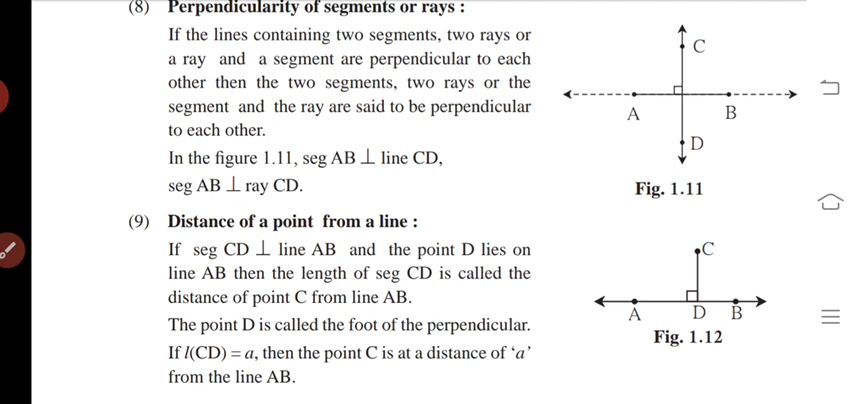 (8) Perpendicularity of segments or rays :
If the lines containing two segments, two rays or
a ray and a segment are perpendicular to each
other then the two segments, two rays or the
segment and the ray are said to be perpendicular
to each other.
In the figure 1.11, seg AB ⊥ line CD,
seg AB ⊥ ray CD.
C
A
B
D
Fig. 1.11
(9) Distance of a point from a line :
If seg CD ⊥ line AB and the point D lies on
line AB then the length of seg CD is called the
distance of point C from line AB.
The point D is called the foot of the perpendicular.
If l(CD) = a, then the point C is at a distance of ‘a’
from the line AB.
C
A D B
Fig. 1.12